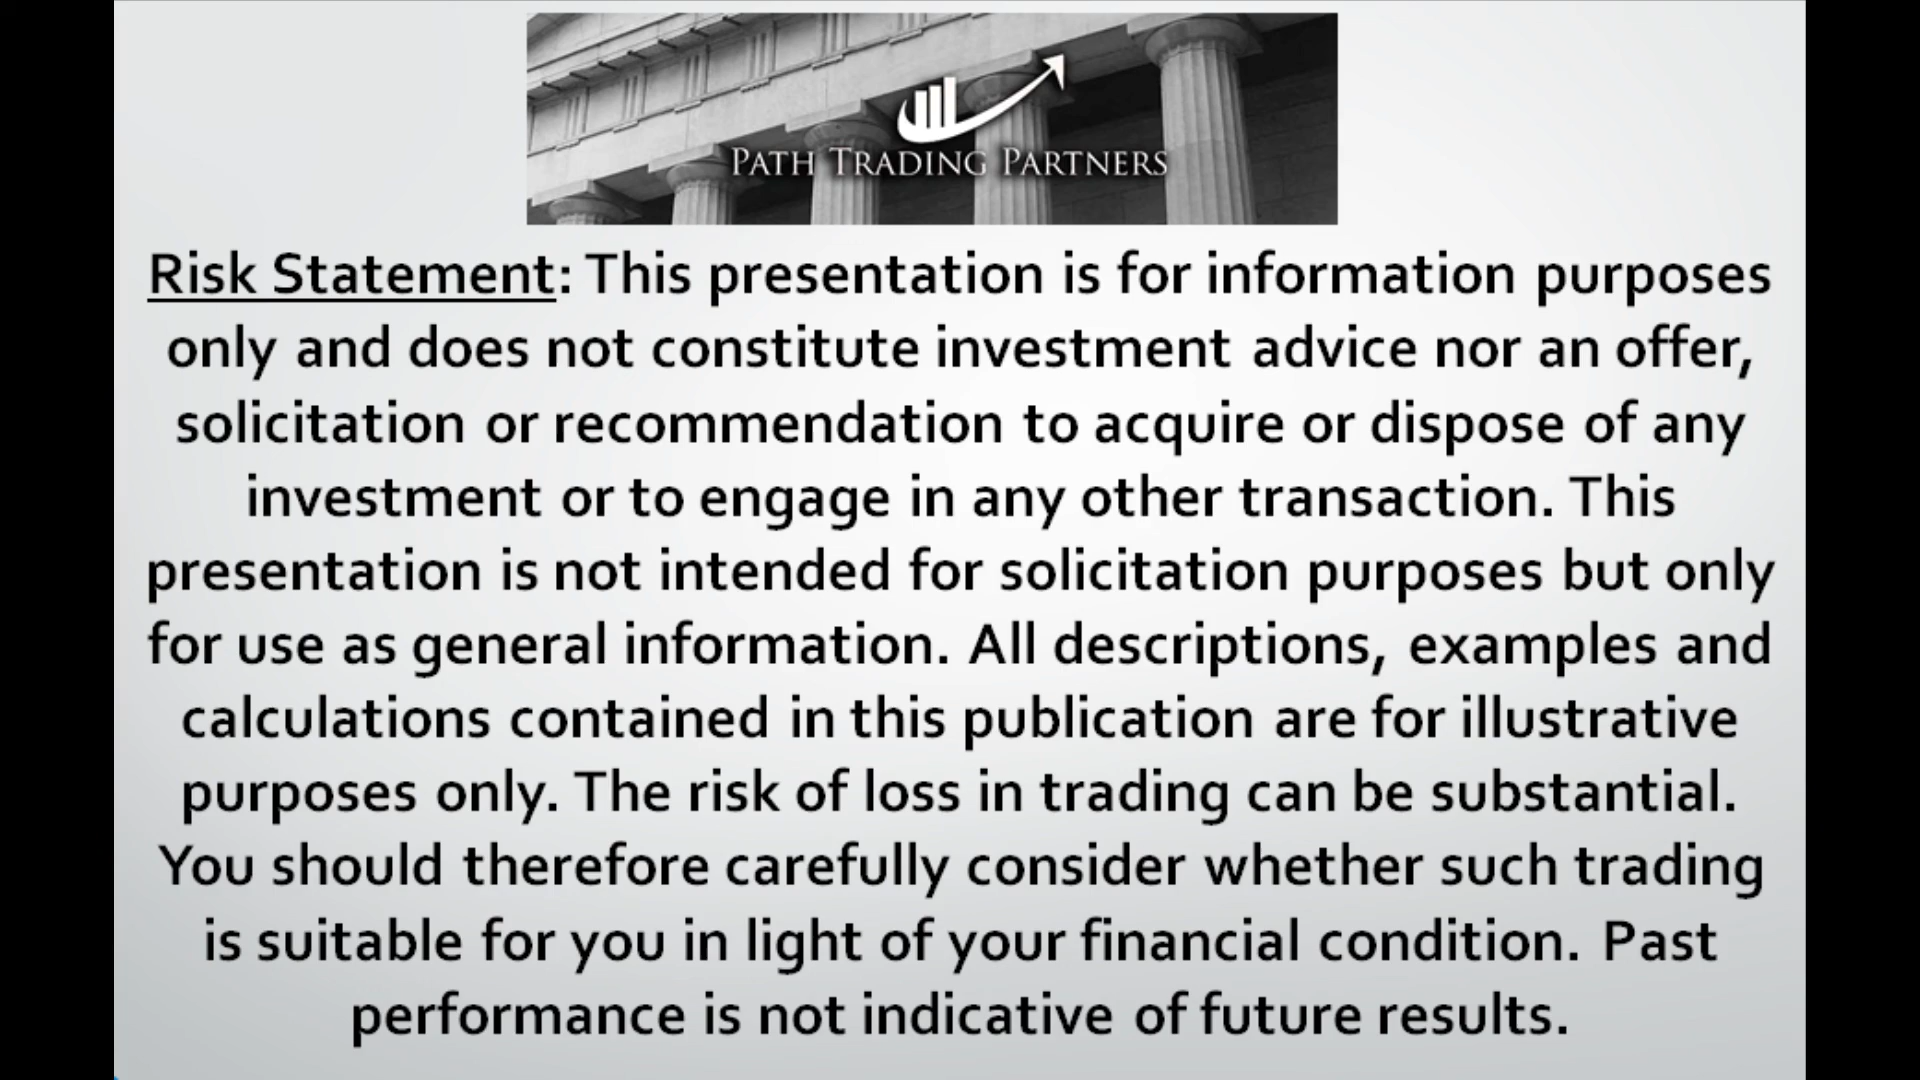 PATH TRADING PARTNERS
Risk Statement: This presentation is for information purposes
only and does not constitute investment advice nor an offer,
solicitation or recommendation to acquire or dispose of any
investment or to engage in any other transaction. This
presentation is not intended for solicitation purposes but only
for use as general information. All descriptions, examples and
calculations contained in this publication are for illustrative
purposes only. The risk of loss in trading can be substantial.
You should therefore carefully consider whether such trading
is suitable for you in light of your financial condition. Past
performance is not indicative of future results.